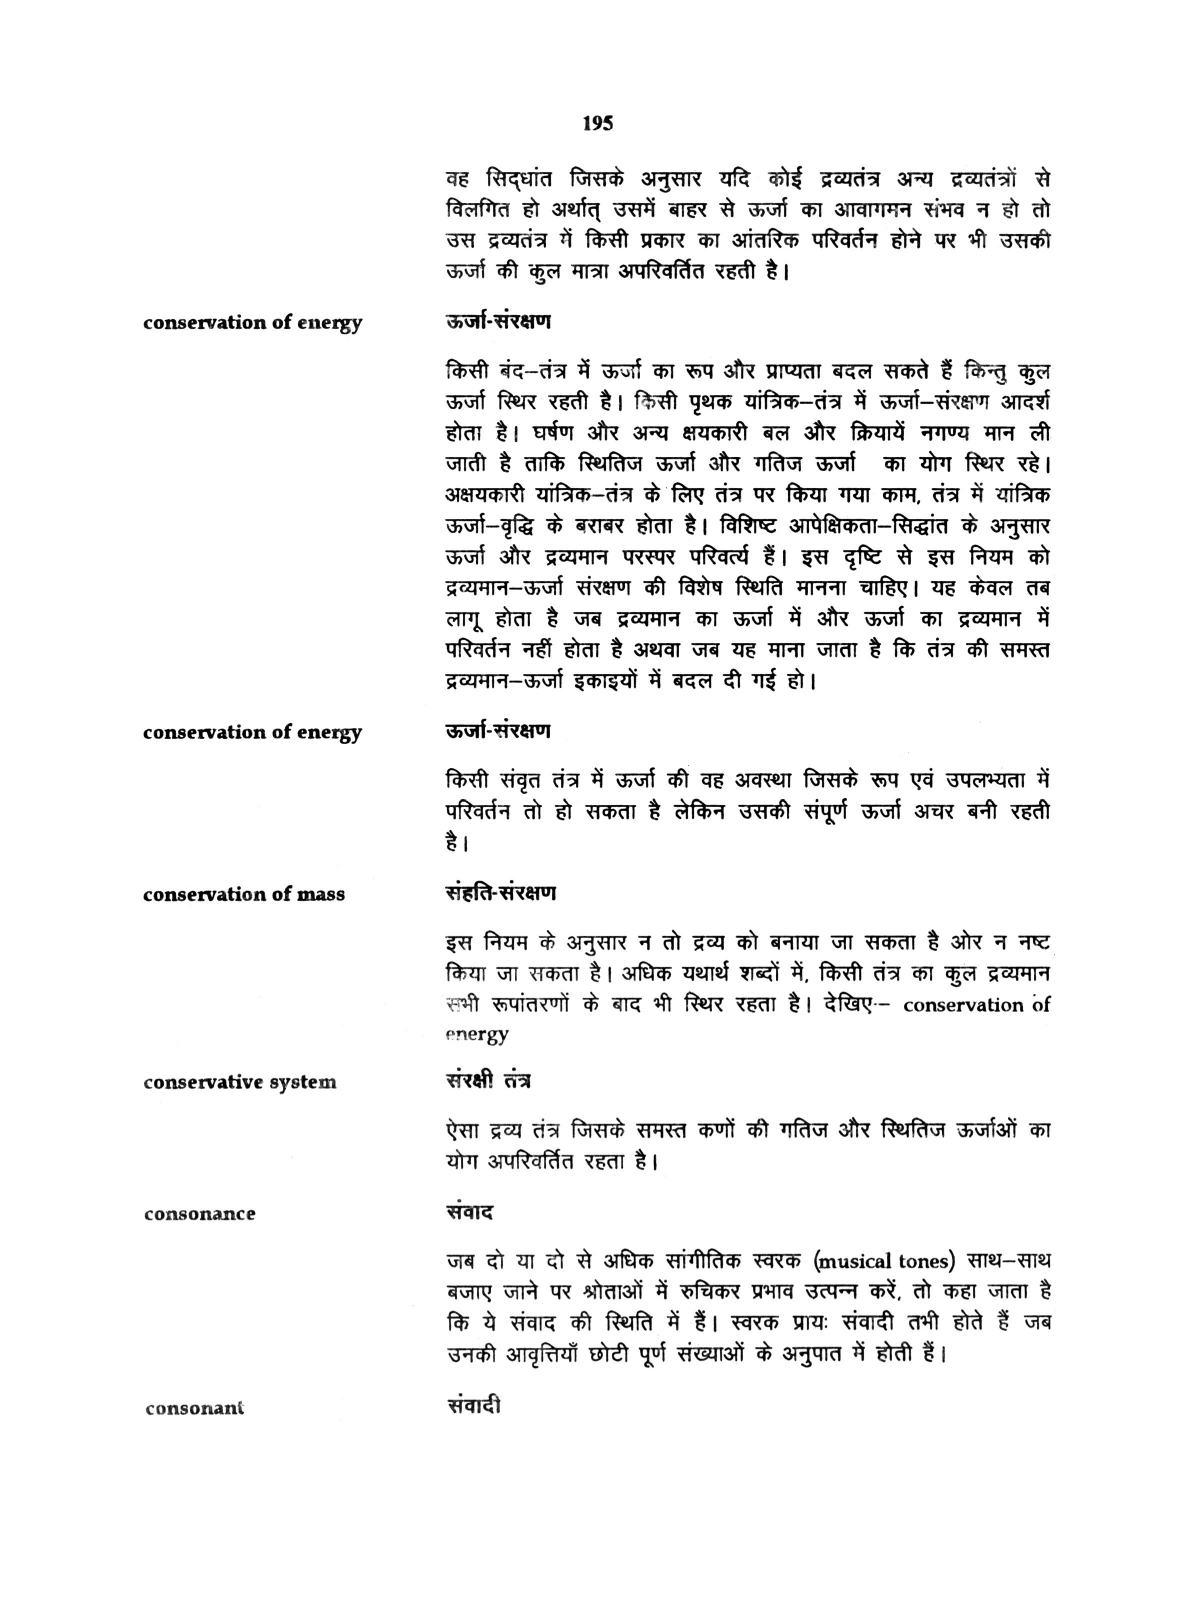 195
वह सिद्धांत जिसके अनुसार यदि कोई द्रव्यतंत्र अन्य द्रव्यतंत्रों से
विलगित हो अर्थात् उसमें बाहर से ऊर्जा का आवागमन संभव न हो तो
उस द्रव्यतंत्र में किसी प्रकार का आंतरिक परिवर्तन होने पर भी उसकी
ऊर्जा की कुल मात्रा अपरिवर्तित रहती है।
conservation of energy ऊर्जा-संरक्षण
किसी बंद–तंत्र में ऊर्जा का रूप और प्राप्यता बदल सकते हैं किन्तु कुल
ऊर्जा स्थिर रहती है। किसी पृथक यांत्रिक–तंत्र में ऊर्जा–संरक्षण आदर्श
होता है। घर्षण और अन्य क्षयकारी बल और क्रियायें नगण्य मान ली
जाती है ताकि स्थितिज ऊर्जा और गतिज ऊर्जा का योग स्थिर रहे।
अक्षयकारी यांत्रिक–तंत्र के लिए तंत्र पर किया गया काम, तंत्र में यांत्रिक
ऊर्जा–वृद्धि के बराबर होता है। विशिष्ट आपेक्षिकता–सिद्धांत के अनुसार
ऊर्जा और द्रव्यमान परस्पर परिवर्त्य हैं। इस दृष्टि से इस नियम को
द्रव्यमान–ऊर्जा संरक्षण की विशेष स्थिति मानना चाहिए। यह केवल तब
लागू होता है जब द्रव्यमान का ऊर्जा में और ऊर्जा का द्रव्यमान में
परिवर्तन नहीं होता है अथवा जब यह माना जाता है कि तंत्र की समस्त
द्रव्यमान–ऊर्जा इकाइयों में बदल दी गई हो।
conservation of energy ऊर्जा-संरक्षण
किसी संवृत तंत्र में ऊर्जा की वह अवस्था जिसके रूप एवं उपलभ्यता में
परिवर्तन तो हो सकता है लेकिन उसकी संपूर्ण ऊर्जा अचर बनी रहती
है।
conservation of mass संहति-संरक्षण
इस नियम के अनुसार न तो द्रव्य को बनाया जा सकता है ओर न नष्ट
किया जा सकता है। अधिक यथार्थ शब्दों में, किसी तंत्र का कुल द्रव्यमान
सभी रूपांतरणों के बाद भी स्थिर रहता है। देखिए– conservation of
energy
conservative system संरक्षी तंत्र
ऐसा द्रव्य तंत्र जिसके समस्त कणों की गतिज और स्थितिज ऊर्जाओं का
योग अपरिवर्तित रहता है।
consonance संवाद
जब दो या दो से अधिक सांगीतिक स्वरक (musical tones) साथ–साथ
बजाए जाने पर श्रोताओं में रुचिकर प्रभाव उत्पन्न करें, तो कहा जाता है
कि ये संवाद की स्थिति में हैं। स्वरक प्रायः संवादी तभी होते हैं जब
उनकी आवृत्तियाँ छोटी पूर्ण संख्याओं के अनुपात में होती हैं।
consonant संवादी